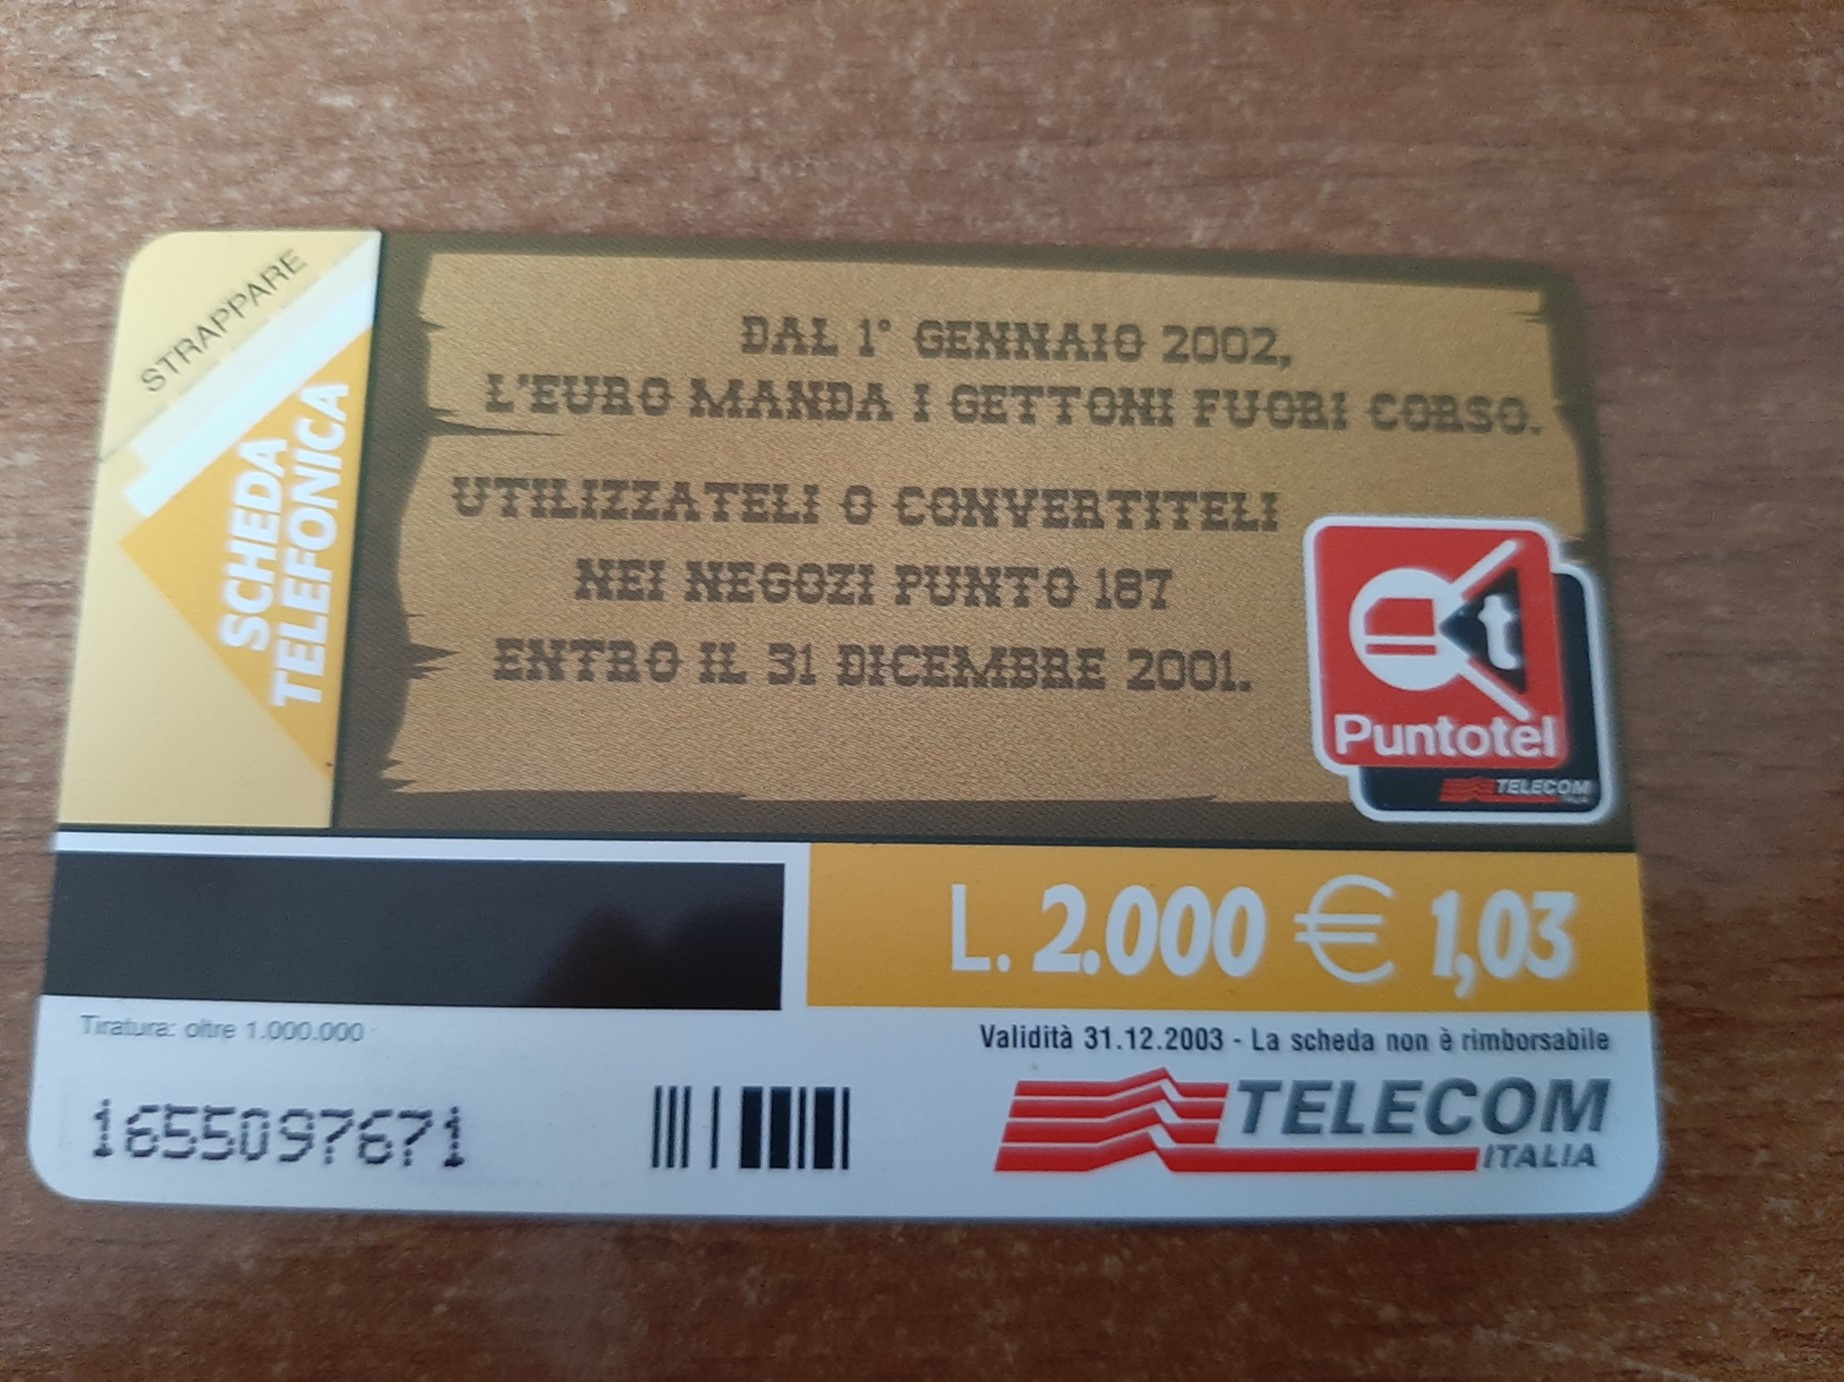 STRAPPARE
SCHEDA
TELEFONICA
DAL 1° GENNAIO 2002,
L'EURO MANDA I GETTONI FUORI CORSO.
UTILIZZATELI O CONVERTITELI
NEI NEGOZI PUNTO 187
ENTRO IL 31 DICEMBRE 2001.
t
Puntotel
TELECOM
ITALIA
L. 2.000 € 1,03
Tiratura: oltre 1.000.000
Validità 31.12.2003 - La scheda non è rimborsabile
1655097671
TELECOM
ITALIA